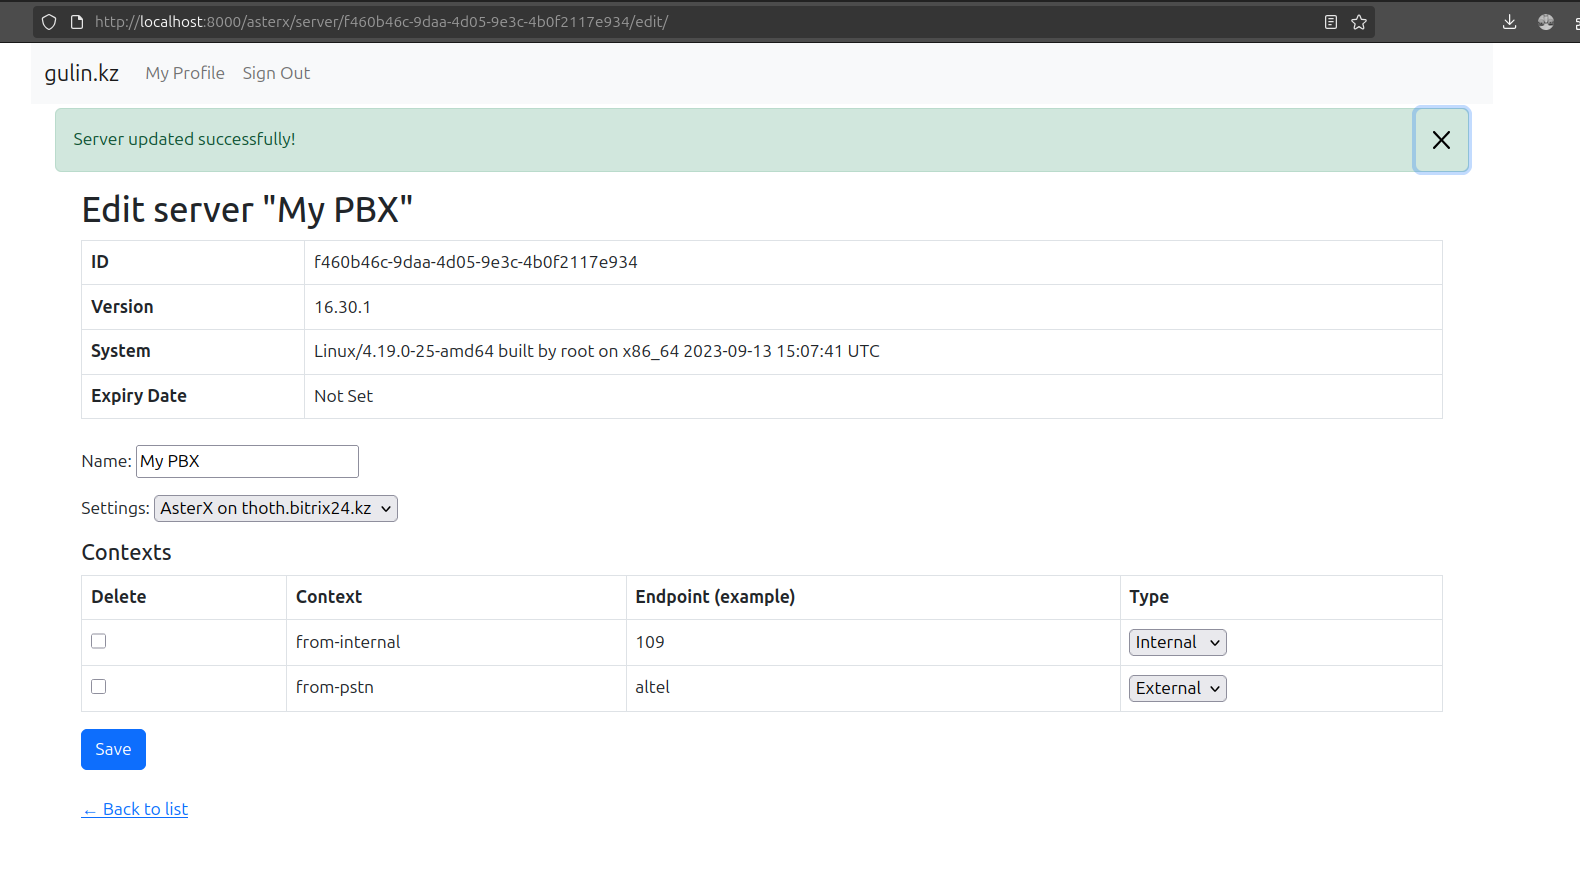 http://localhost:8000/asterx/server/f460b46c-9daa-4d05-9e3c-4b0f2117e934/edit/
gulin.kz My Profile Sign Out
Server updated successfully!
Edit server "My PBX"
ID f460b46c-9daa-4d05-9e3c-4b0f2117e934
Version 16.30.1
System Linux/4.19.0-25-amd64 built by root on x86_64 2023-09-13 15:07:41 UTC
Expiry Date Not Set
Name: My PBX
Settings: AsterX on thoth.bitrix24.kz
Contexts
Delete Context Endpoint (example) Type
from-internal 109 Internal
from-pstn altel External
Save
← Back to list